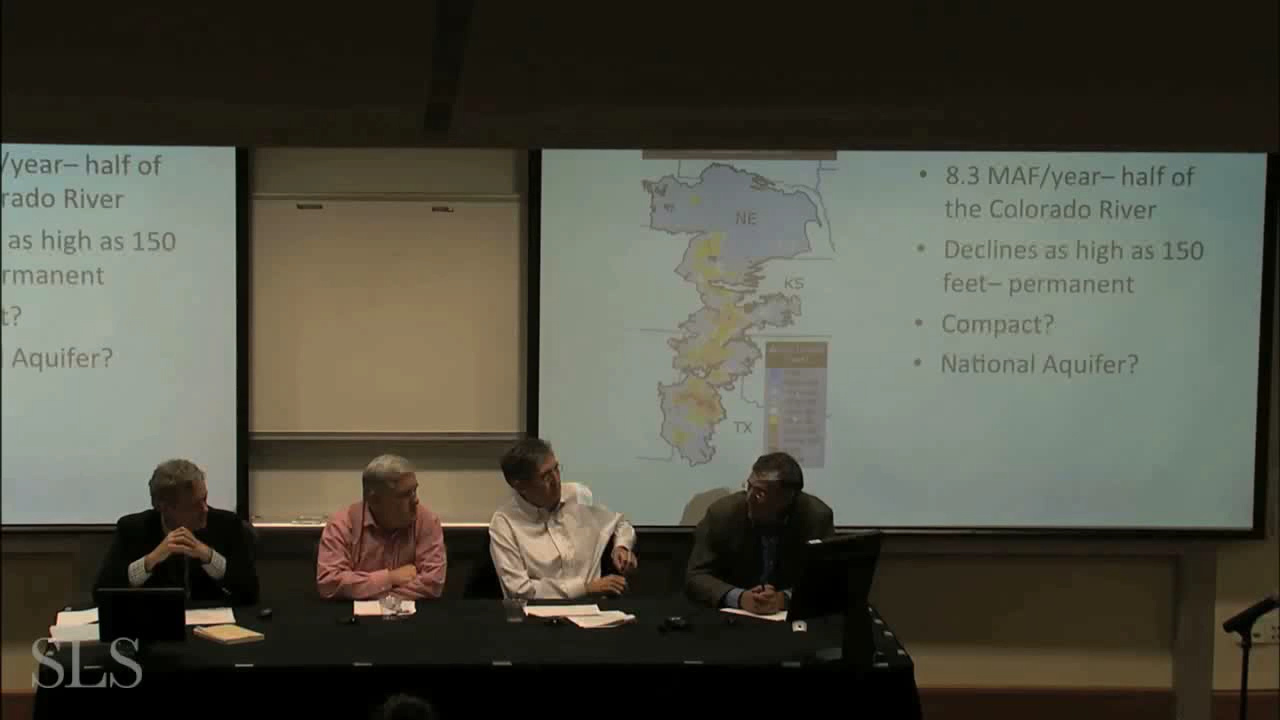 /year– half of
rado River
as high as 150
rmanent
t?
Aquifer?
NE
KS
TX
• 8.3 MAF/year– half of
the Colorado River
• Declines as high as 150
feet– permanent
• Compact?
• National Aquifer?
SLS